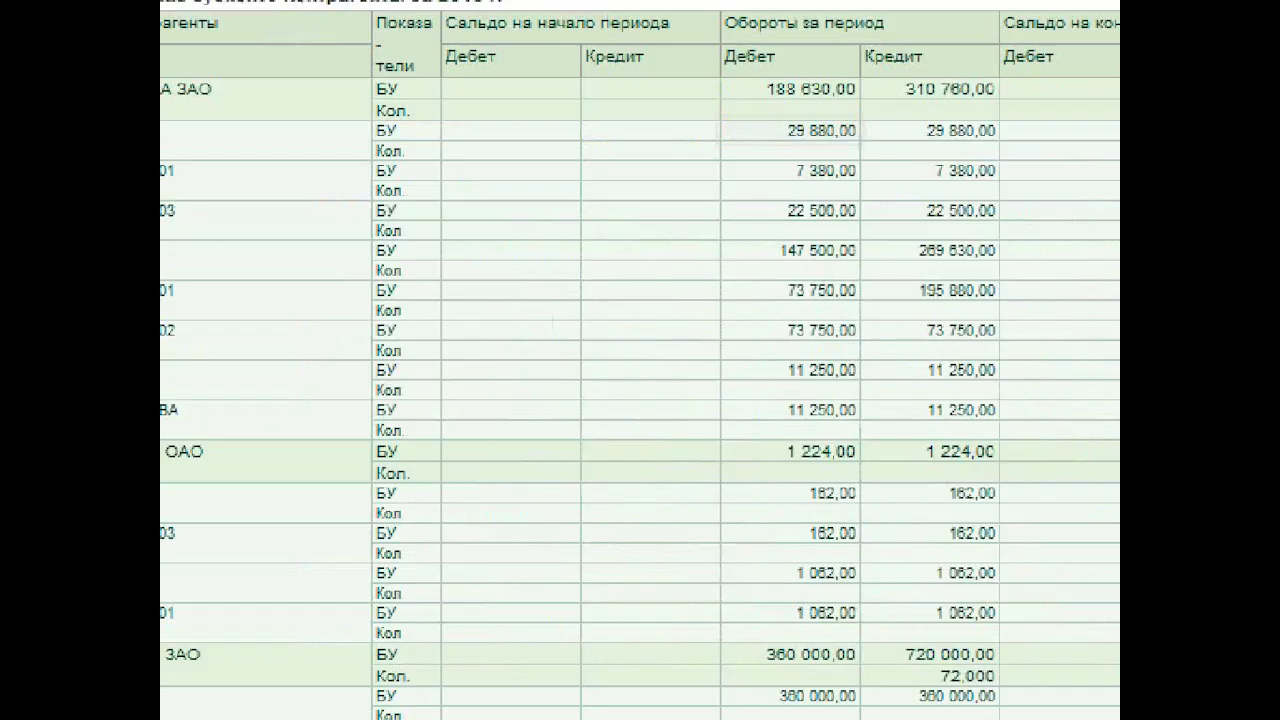 агенты Показа Сальдо на начало периода Обороты за период Сальдо на кон
-
тели Дебет Кредит Дебет Кредит Дебет
А ЗАО БУ 188 630,00 310 760,00
Кол.
БУ 29 880,00 29 880,00
Кол.
01 БУ 7 380,00 7 380,00
Кол.
03 БУ 22 500,00 22 500,00
Кол
БУ 147 500,00 269 630,00
Кол
01 БУ 73 750,00 195 880,00
Кол
02 БУ 73 750,00 73 750,00
Кол
БУ 11 250,00 11 250,00
Кол
ВА БУ 11 250,00 11 250,00
Кол.
ОАО БУ 1 224,00 1 224,00
Кол.
БУ 162,00 162,00
Кол
03 БУ 162,00 162,00
Кол
БУ 1 062,00 1 062,00
Кол
01 БУ 1 062,00 1 062,00
Кол
ЗАО БУ 360 000,00 720 000,00
Кол. 72,000
БУ 360 000,00 360 000,00
Кол